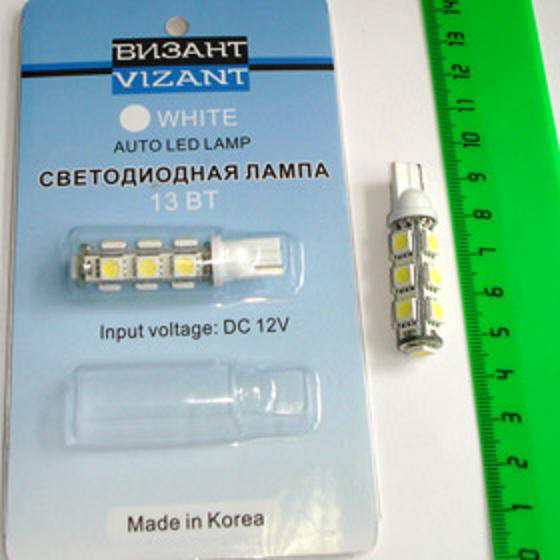 ВИЗАНТ
VIZANT
WHITE
AUTO LED LAMP
СВЕТОДИОДНАЯ ЛАМПА
13 ВТ
Input voltage: DC 12V
Made in Korea
14
13
12
11
10
9
8
7
6
5
4
3
2
1
0